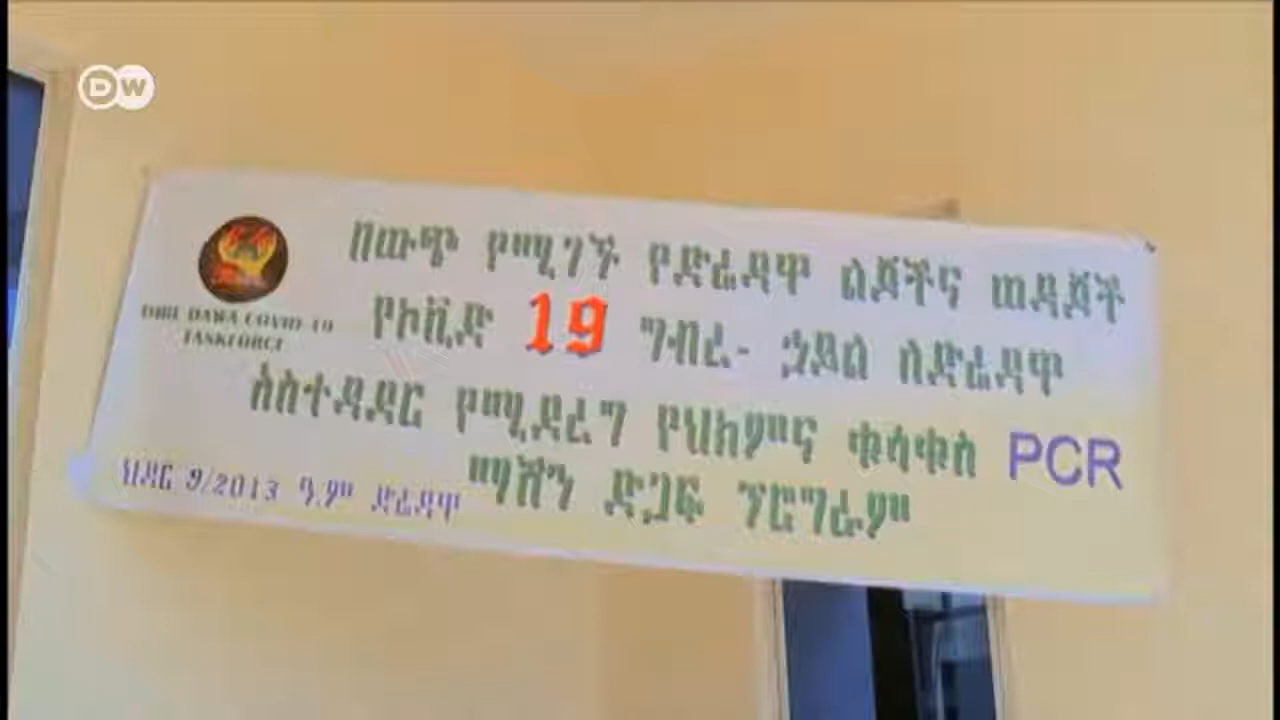 DW
በውጭ የሚገኙ የድሬዳዋ ልጆችና ወዳጆች
የኮቪድ 19 ግብረ- ኃይል ለድሬዳዋ
አስተዳዳር የሚደረግ የህክምና ቁሳቁስ PCR
ማሽን ድጋፍ ፕሮግራም
DIRE DAWA COVID-19
TASKFORCE
ህዳር 9/2013 ዓ.ም ድሬዳዋ